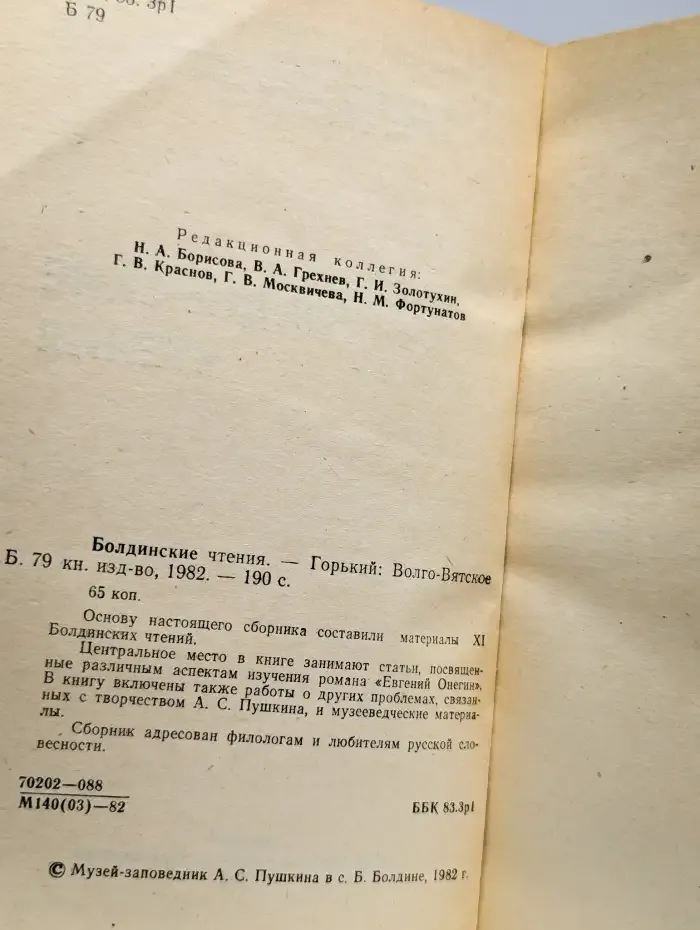 83. 3р1
Б 79
Редакционная коллегия:
Н. А. Борисова, В. А. Грехнев, Г. И. Золотухин,
Г. В. Краснов, Г. В. Москвичева, Н. М. Фортунатов
Болдинские чтения. — Горький: Волго-Вятское
Б. 79 кн. изд-во, 1982. — 190 с.
65 коп.
Основу настоящего сборника составили материалы XI
Болдинских чтений.
Центральное место в книге занимают статьи, посвящен-
ные различным аспектам изучения романа «Евгений Онегин».
В книгу включены также работы о других проблемах, связан-
ных с творчеством А. С. Пушкина, и музееведческие материа-
лы.
Сборник адресован филологам и любителям русской сло-
весности.
70202—088
М140(03)—82
ББК 83.3р1
© Музей-заповедник А. С. Пушкина в с. Б. Болдине, 1982 г.